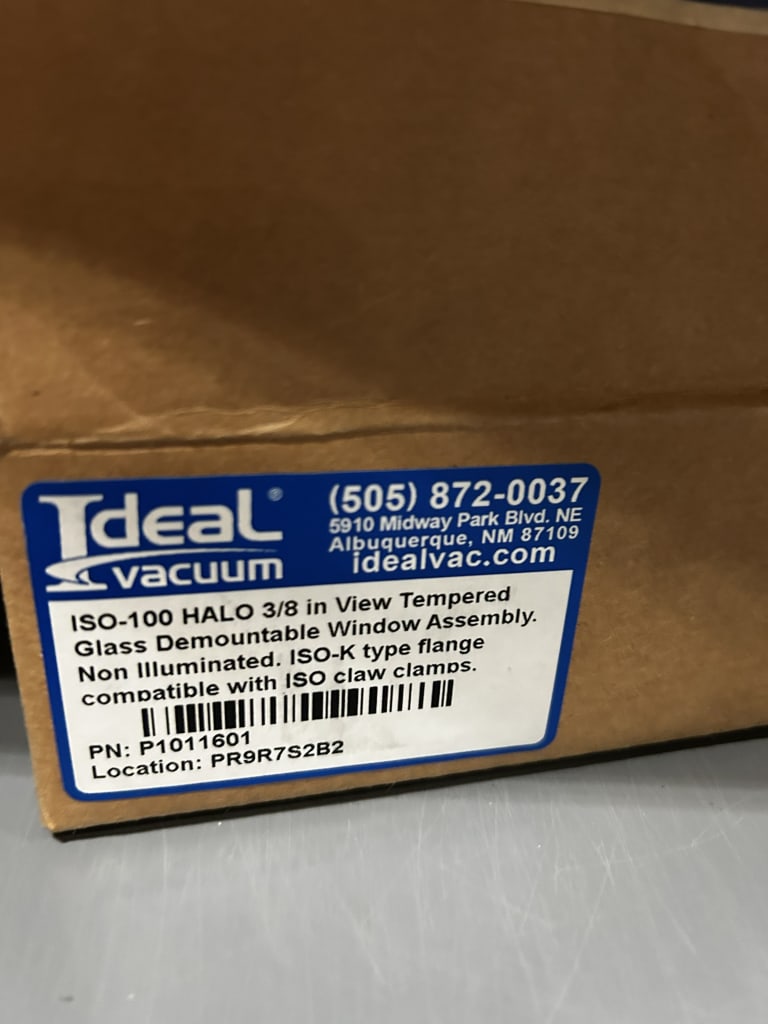 Ideal® vacuum
(505) 872-0037
5910 Midway Park Blvd. NE
Albuquerque, NM 87109
idealvac.com
ISO-100 HALO 3/8 in View Tempered
Glass Demountable Window Assembly.
Non Illuminated. ISO-K type flange
compatible with ISO claw clamps.
PN: P1011601
Location: PR9R7S2B2